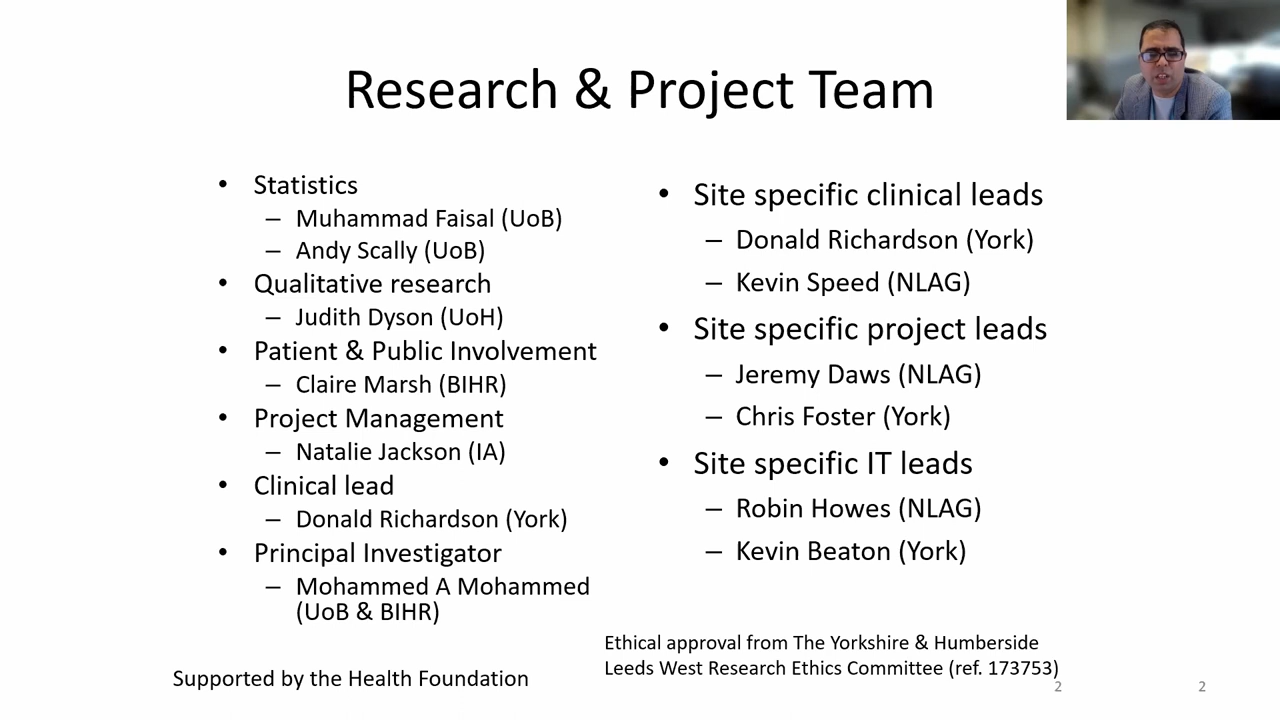 Research & Project Team
• Statistics
– Muhammad Faisal (UoB)
– Andy Scally (UoB)
• Qualitative research
– Judith Dyson (UoH)
• Patient & Public Involvement
– Claire Marsh (BIHR)
• Project Management
– Natalie Jackson (IA)
• Clinical lead
– Donald Richardson (York)
• Principal Investigator
– Mohammed A Mohammed
(UoB & BIHR)
• Site specific clinical leads
– Donald Richardson (York)
– Kevin Speed (NLAG)
• Site specific project leads
– Jeremy Daws (NLAG)
– Chris Foster (York)
• Site specific IT leads
– Robin Howes (NLAG)
– Kevin Beaton (York)
Supported by the Health Foundation
Ethical approval from The Yorkshire & Humberside
Leeds West Research Ethics Committee (ref. 173753)
2
2